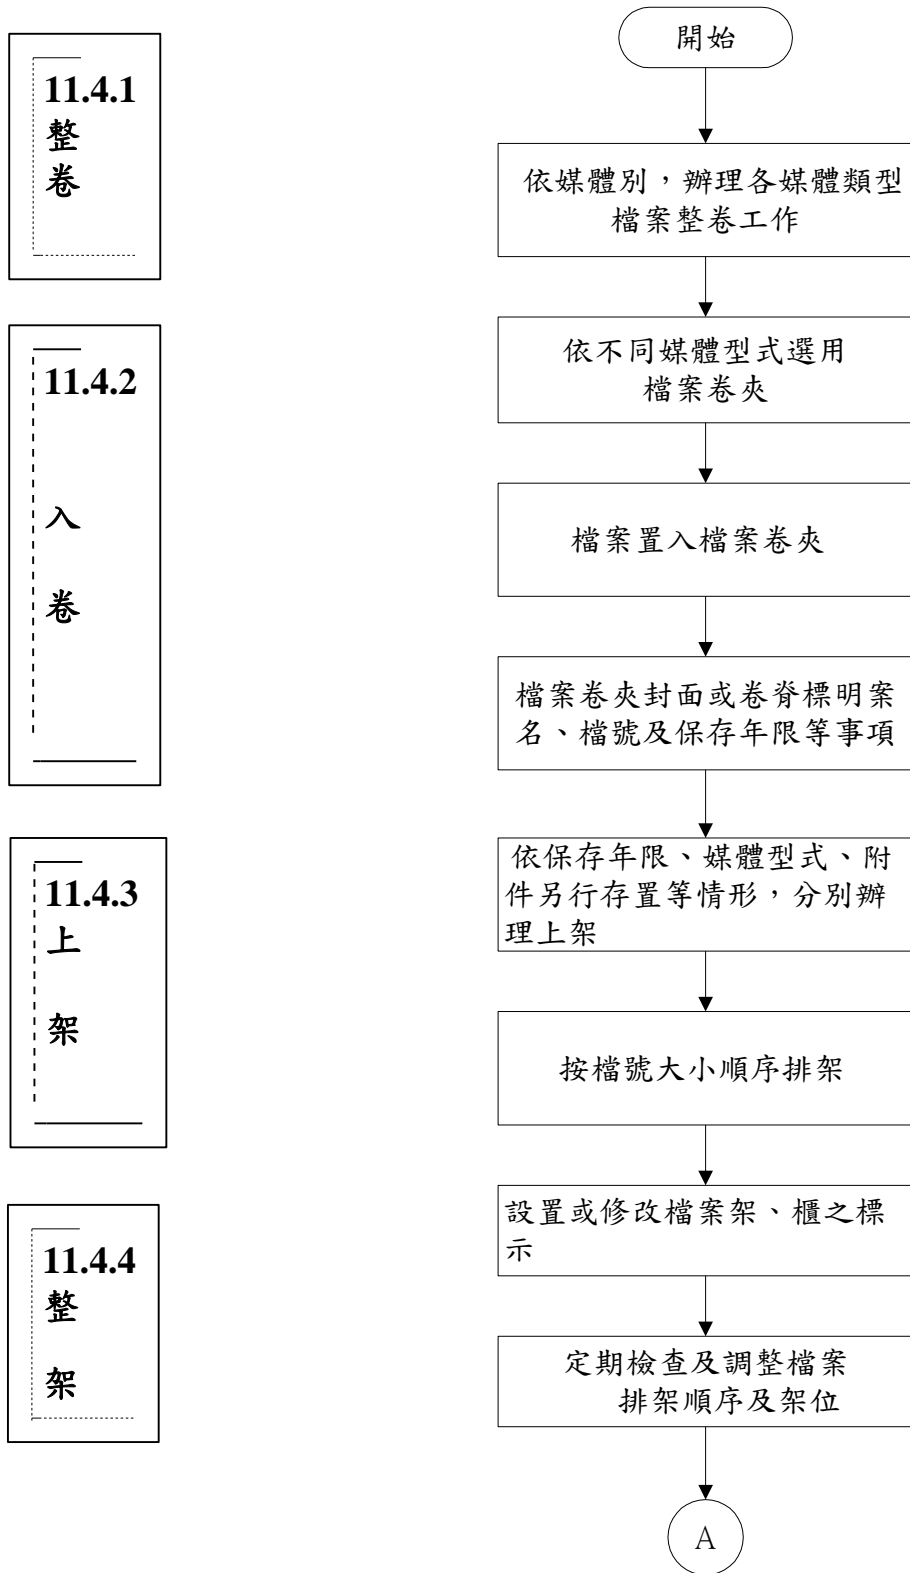 開始
11.4.1
整
卷
依媒體別，辦理各媒體類型
檔案整卷工作
依不同媒體型式選用
檔案卷夾
11.4.2
入
卷
檔案置入檔案卷夾
檔案卷夾封面或卷脊標明案
名、檔號及保存年限等事項
11.4.3
上
架
依保存年限、媒體型式、附
件另行存置等情形，分別辦
理上架
按檔號大小順序排架
設置或修改檔案架、櫃之標
示
11.4.4
整
架
定期檢查及調整檔案
排架順序及架位
A